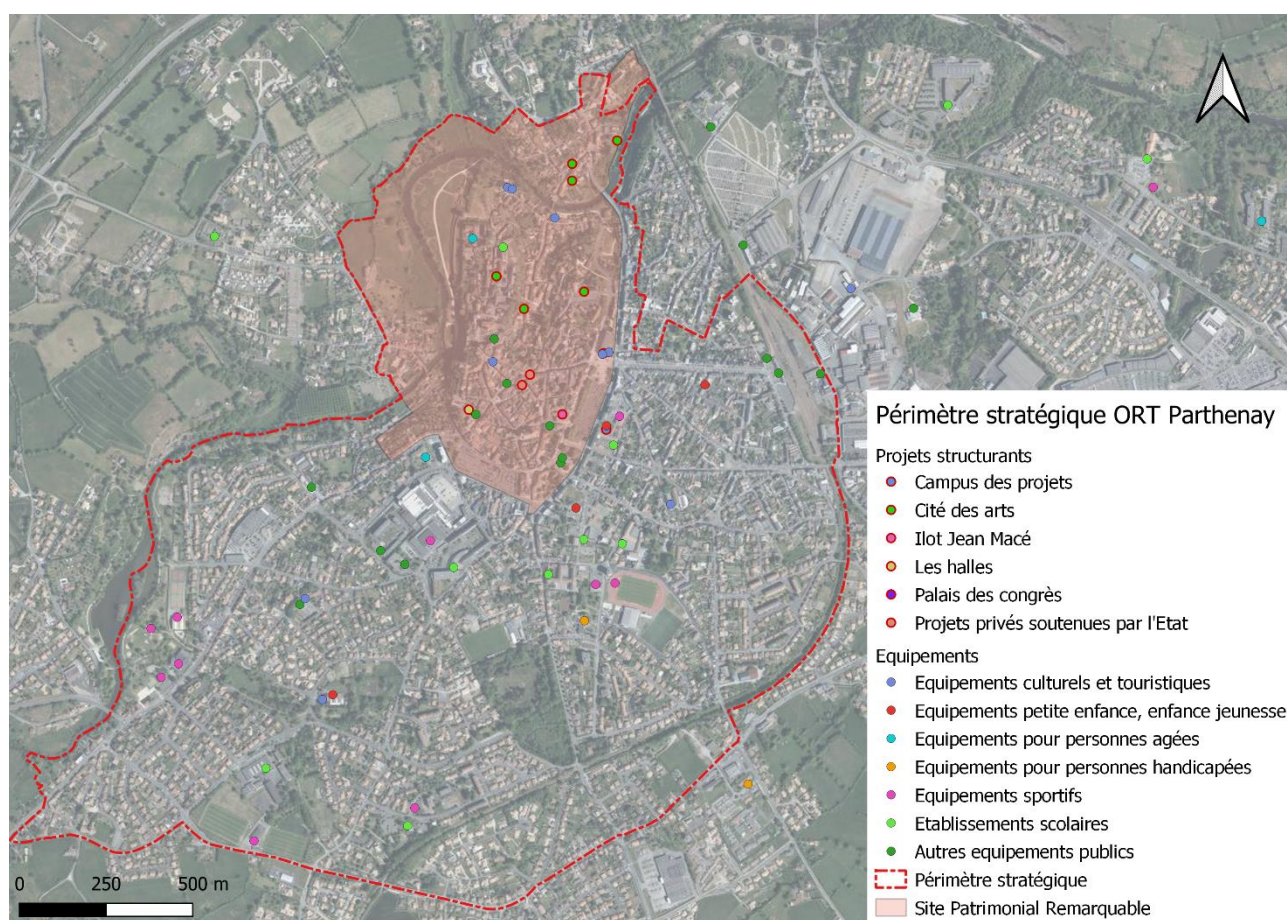 Périmètre stratégique ORT Parthenay
Projets structurants
Campus des projets
Cité des arts
Ilot Jean Macé
Les halles
Palais des congrès
Projets privés soutenues par l'Etat
Equipements
Equipements culturels et touristiques
Equipements petite enfance, enfance jeunesse
Equipements pour personnes agées
Equipements pour personnes handicapées
Equipements sportifs
Etablissements scolaires
Autres equipements publics
Périmètre stratégique
Site Patrimonial Remarquable
0 250 500 m